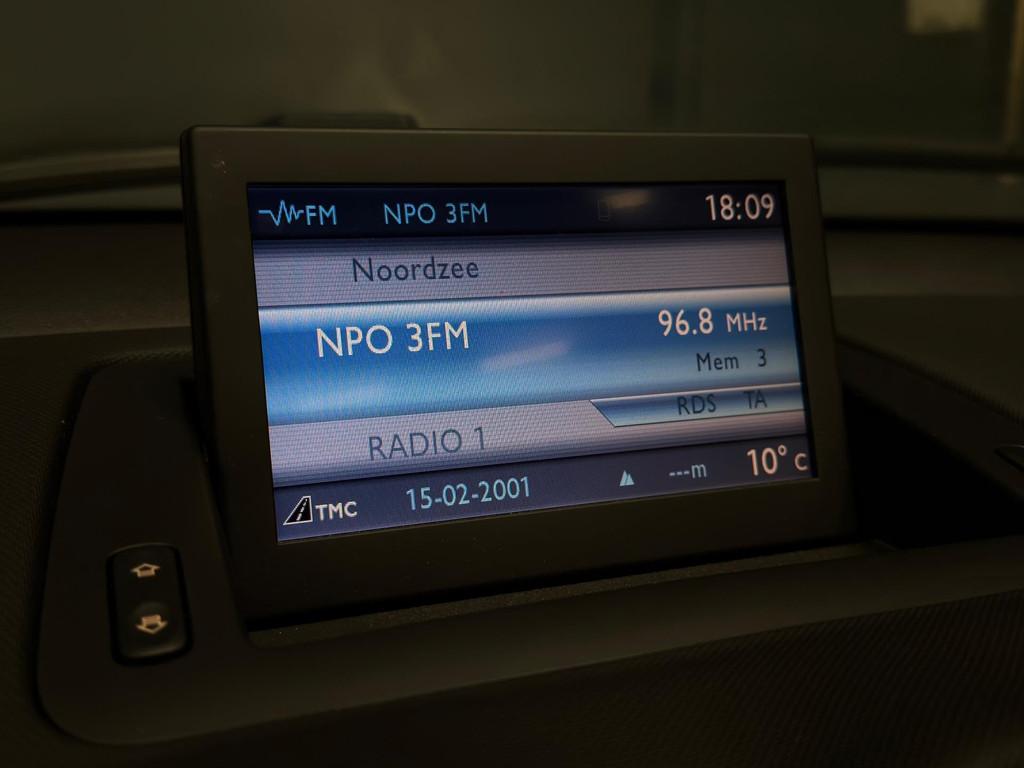 FM NPO 3FM 18:09
Noordzee
NPO 3FM 96.8 MHz
Mem 3
RDS TA
RADIO 1
TMC 15-02-2001 ---m 10° C